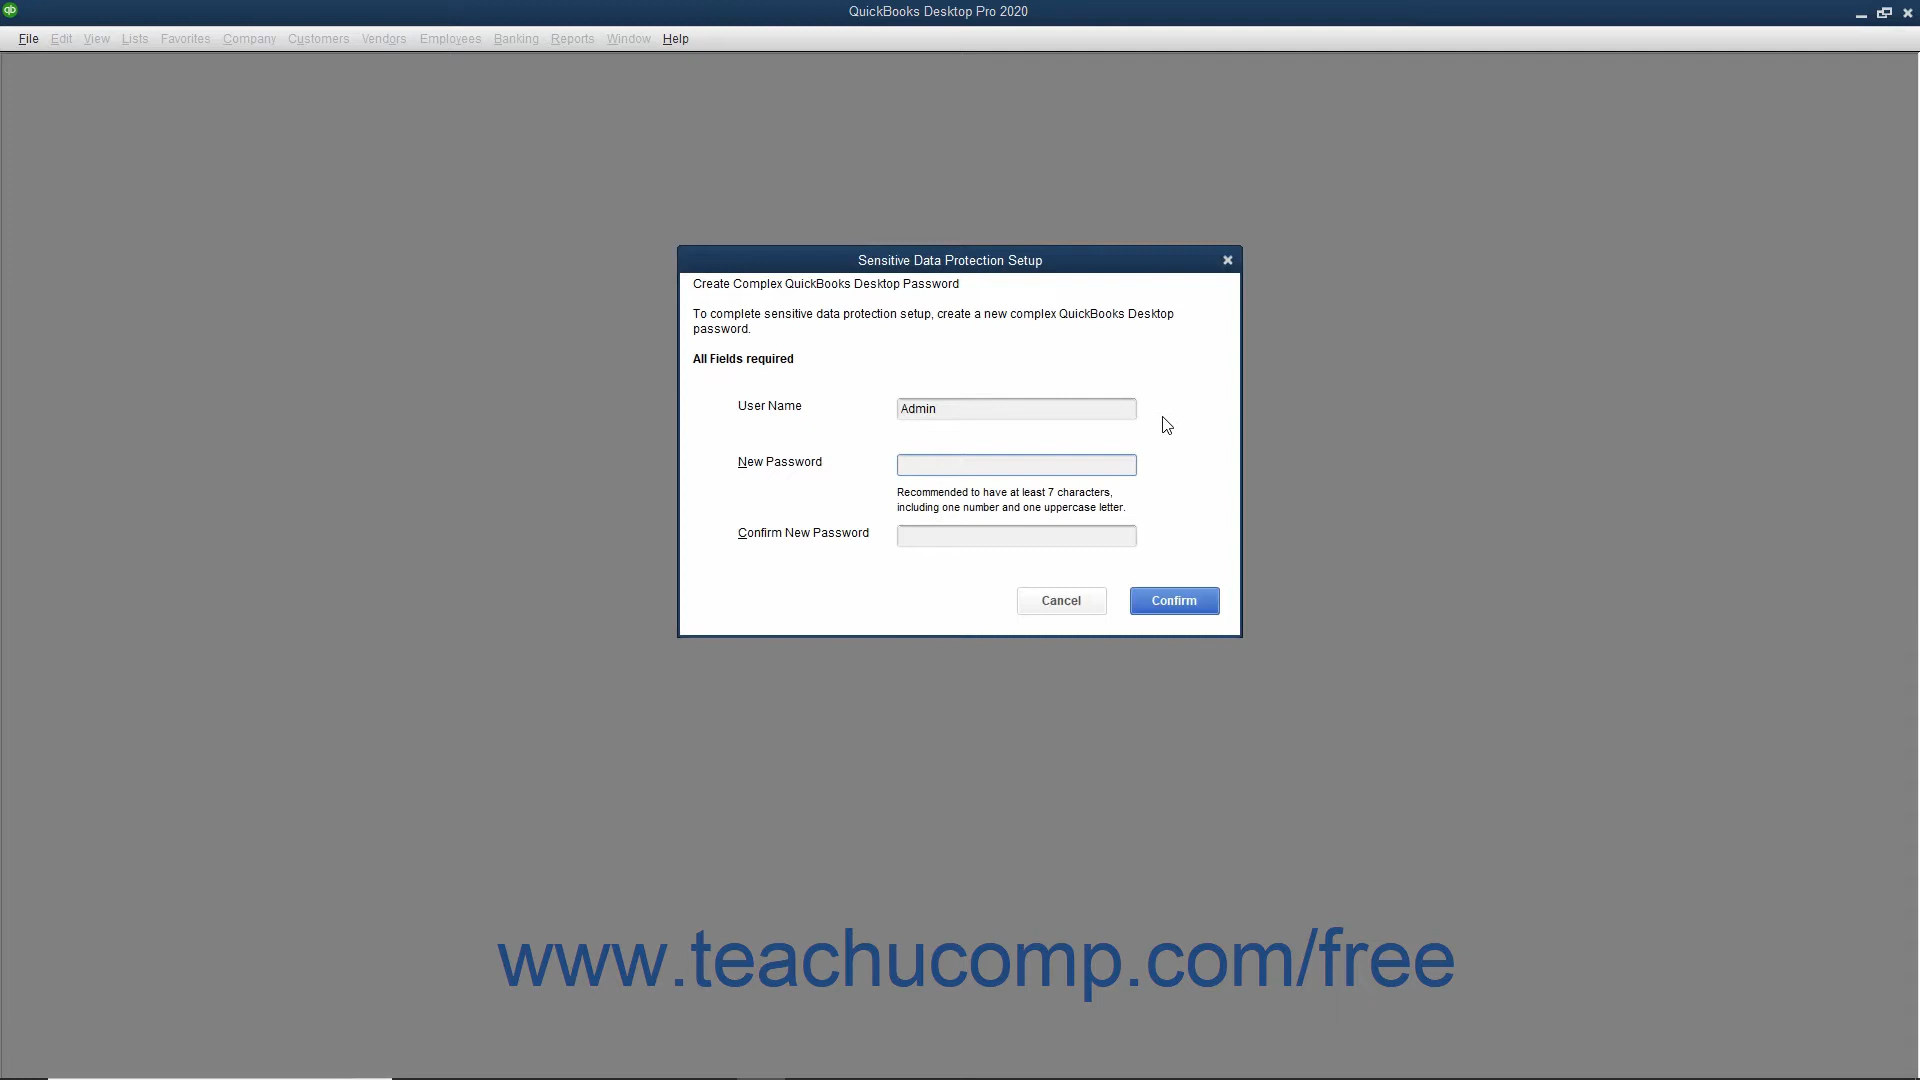 qb
QuickBooks Desktop Pro 2020
File Edit View Lists Favorites Company Customers Vendors Employees Banking Reports Window Help
Sensitive Data Protection Setup
Create Complex QuickBooks Desktop Password
To complete sensitive data protection setup, create a new complex QuickBooks Desktop
password.
All Fields required
User Name Admin
New Password
Recommended to have at least 7 characters,
including one number and one uppercase letter.
Confirm New Password
Cancel Confirm
www.teachucomp.com/free